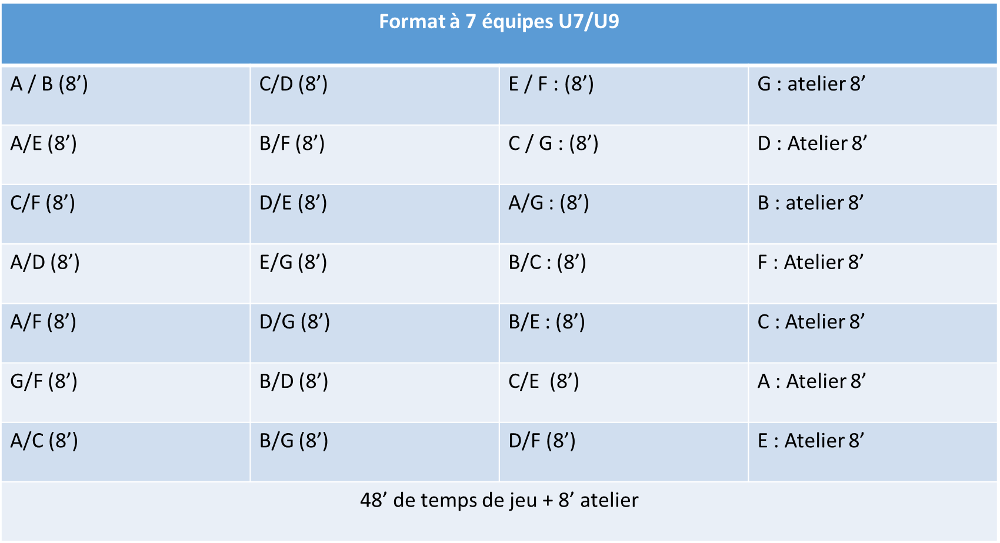 Format à 7 équipes U7/U9
A / B (8’)
C/D (8’)
E / F : (8’)
G : atelier 8’
A/E (8’)
B/F (8’)
C / G : (8’)
D : Atelier 8’
C/F (8’)
D/E (8’)
A/G : (8’)
B : atelier 8’
A/D (8’)
E/G (8’)
B/C : (8’)
F : Atelier 8’
A/F (8’)
D/G (8’)
B/E : (8’)
C : Atelier 8’
G/F (8’)
B/D (8’)
C/E  (8’)
A : Atelier 8’
A/C (8’)
B/G (8’)
D/F (8’)
E : Atelier 8’
48’ de temps de jeu + 8’ atelier